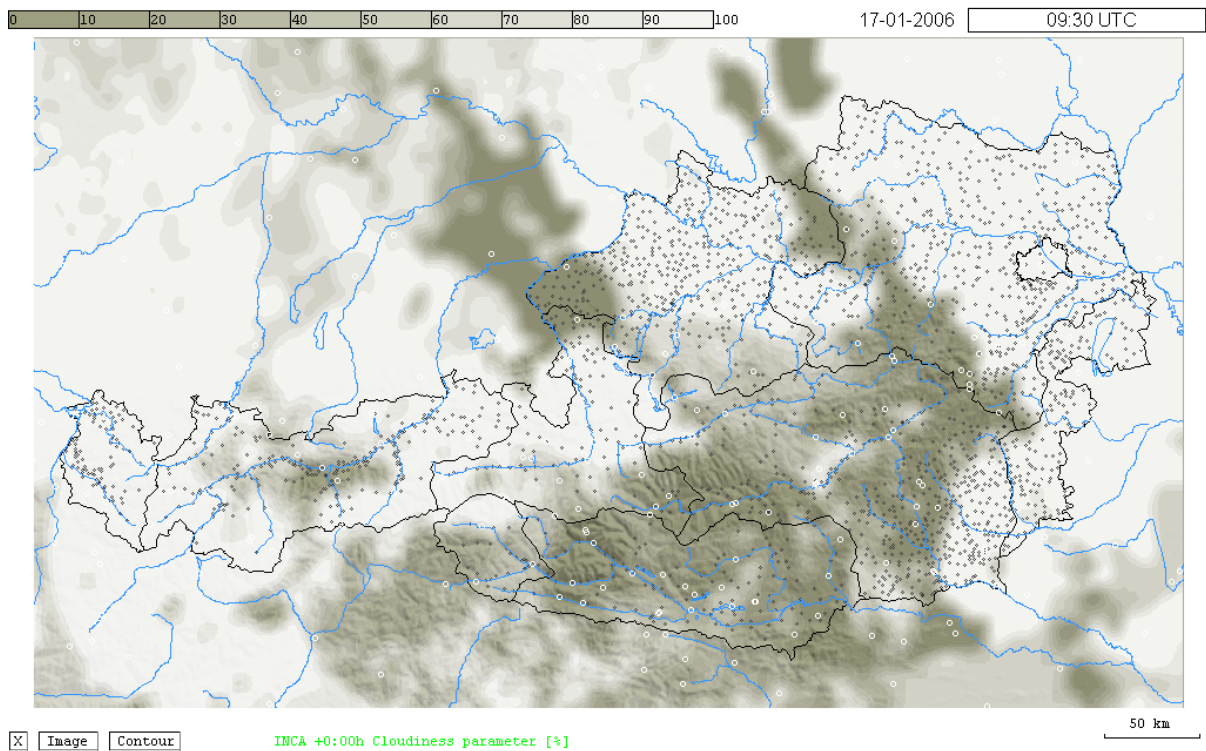 0 10 20 30 40 50 60 70 80 90 100
17-01-2006 09:30 UTC
50 km
X Image Contour INCA +0:00h Cloudiness parameter [%]